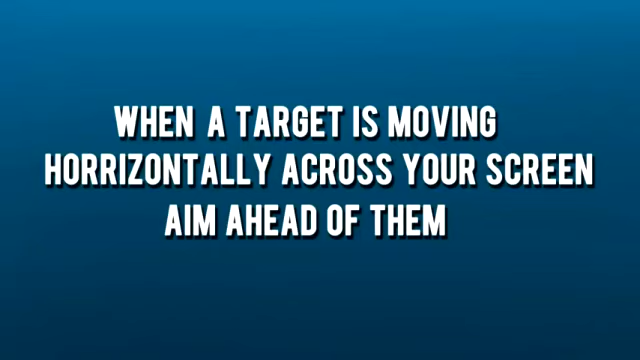 WHEN A TARGET IS MOVING
HORRIZONTALLY ACROSS YOUR SCREEN
AIM AHEAD OF THEM